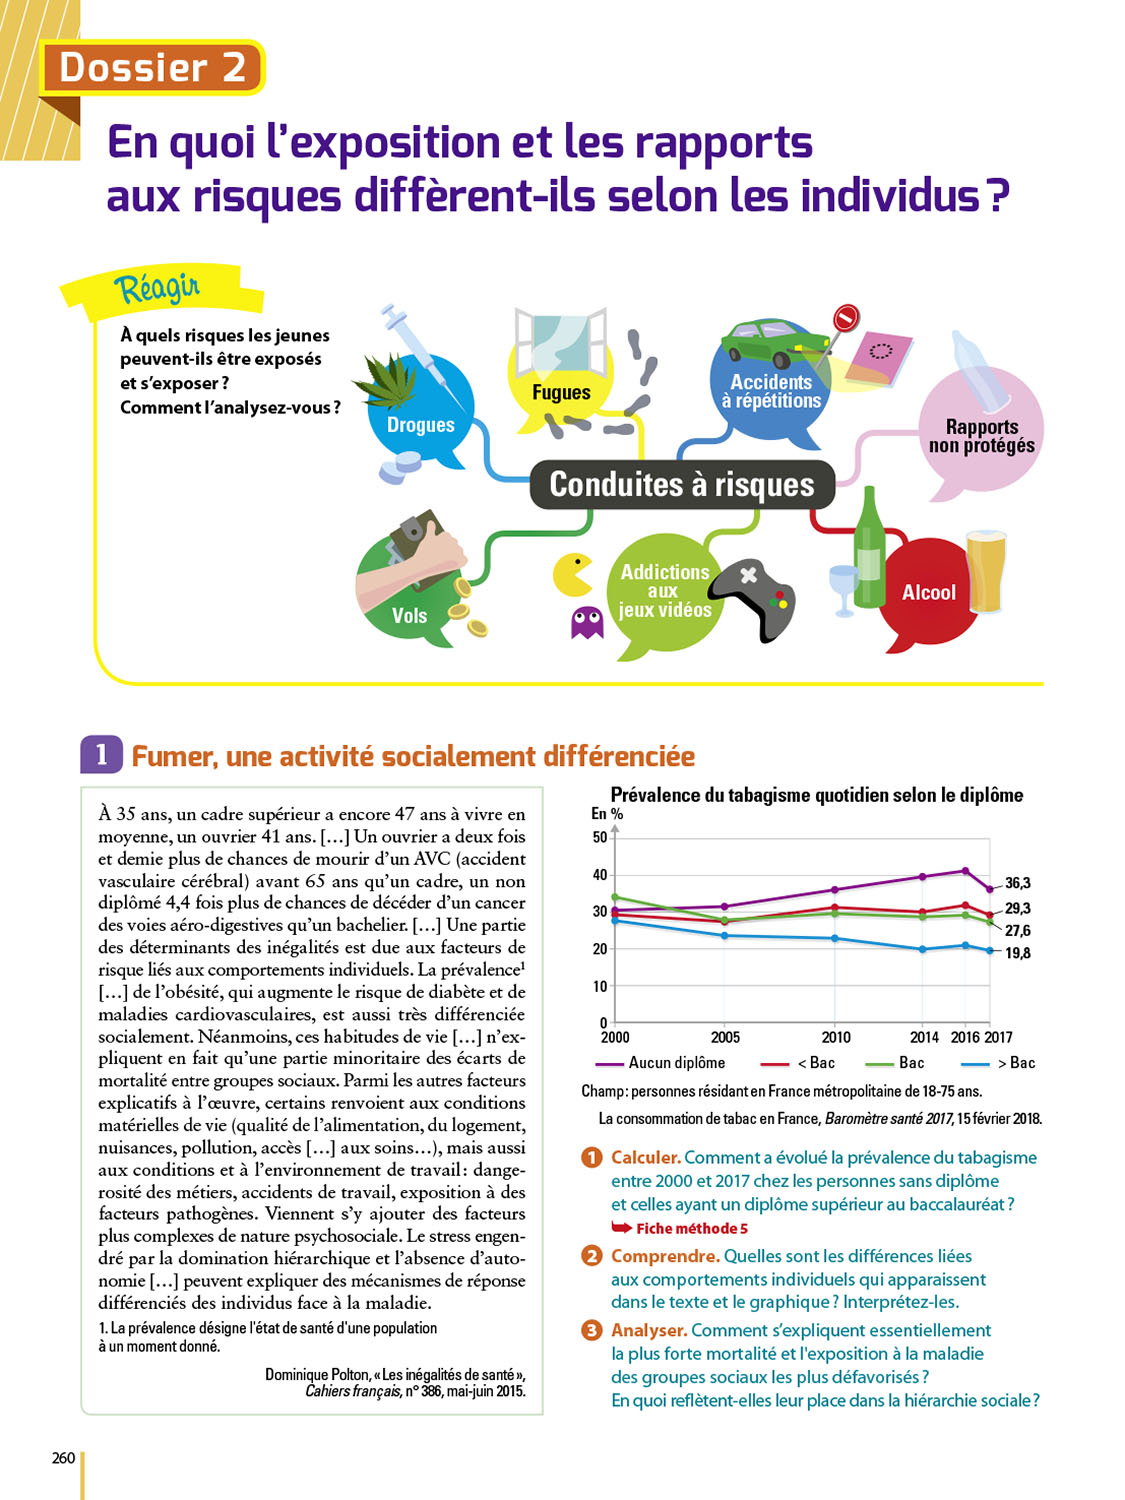 Dossier 2
En quoi l'exposition et les rapports
aux risques diffèrent-ils selon les individus ?
Réagir
À quels risques les jeunes
peuvent-ils être exposés
et s'exposer ?
Comment l'analysez-vous ?
Drogues
Fugues
Accidents
à répétitions
Rapports
non protégés
Conduites à risques
Vols
Addictions
aux
jeux vidéos
Alcool
1 Fumer, une activité socialement différenciée
À 35 ans, un cadre supérieur a encore 47 ans à vivre en
moyenne, un ouvrier 41 ans. […] Un ouvrier a deux fois
et demie plus de chances de mourir d'un AVC (accident
vasculaire cérébral) avant 65 ans qu'un cadre, un non
diplômé 4,4 fois plus de chances de décéder d'un cancer
des voies aéro-digestives qu'un bachelier. […] Une partie
des déterminants des inégalités est due aux facteurs de
risque liés aux comportements individuels. La prévalence¹
[…] de l'obésité, qui augmente le risque de diabète et de
maladies cardiovasculaires, est aussi très différenciée
socialement. Néanmoins, ces habitudes de vie […] n'ex-
pliquent en fait qu'une partie minoritaire des écarts de
mortalité entre groupes sociaux. Parmi les autres facteurs
explicatifs à l'œuvre, certains renvoient aux conditions
matérielles de vie (qualité de l'alimentation, du logement,
nuisances, pollution, accès […] aux soins…), mais aussi
aux conditions et à l'environnement de travail : dange-
rosité des métiers, accidents de travail, exposition à des
facteurs pathogènes. Viennent s'y ajouter des facteurs
plus complexes de nature psychosociale. Le stress engen-
dré par la domination hiérarchique et l'absence d'auto-
nomie […] peuvent expliquer des mécanismes de réponse
différenciés des individus face à la maladie.
1. La prévalence désigne l'état de santé d'une population
à un moment donné.
Dominique Polton, « Les inégalités de santé »,
Cahiers français, n° 386, mai-juin 2015.
Prévalence du tabagisme quotidien selon le diplôme
En %
50
40
30
20
10
0
36,3
29,3
27,6
19,8
2000 2005 2010 2014 2016 2017
Aucun diplôme < Bac Bac > Bac
Champ : personnes résidant en France métropolitaine de 18-75 ans.
La consommation de tabac en France, Baromètre santé 2017, 15 février 2018.
1 Calculer. Comment a évolué la prévalence du tabagisme
entre 2000 et 2017 chez les personnes sans diplôme
et celles ayant un diplôme supérieur au baccalauréat ?
Fiche méthode 5
2 Comprendre. Quelles sont les différences liées
aux comportements individuels qui apparaissent
dans le texte et le graphique ? Interprétez-les.
3 Analyser. Comment s'expliquent essentiellement
la plus forte mortalité et l'exposition à la maladie
des groupes sociaux les plus défavorisés ?
En quoi reflètent-elles leur place dans la hiérarchie sociale ?
260